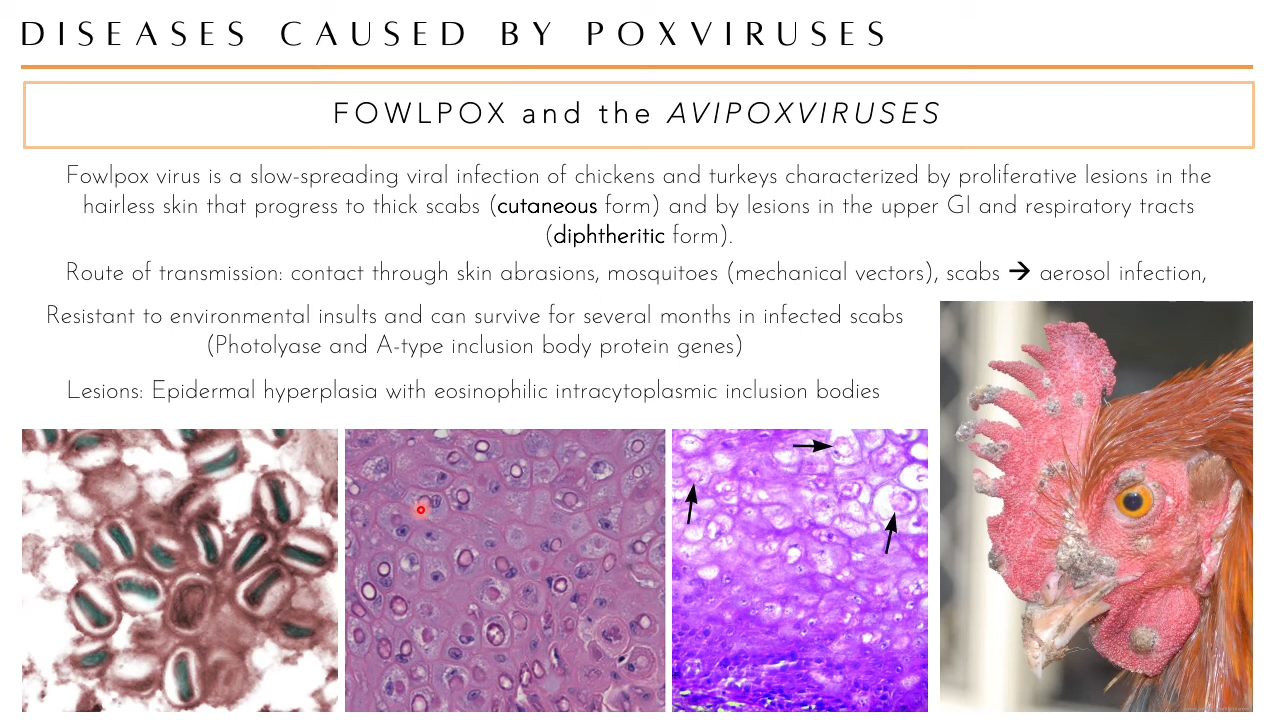 DISEASES CAUSED BY POXVIRUSES
FOWLPOX and the AVIPOXVIRUSES
Fowlpox virus is a slow-spreading viral infection of chickens and turkeys characterized by proliferative lesions in the
hairless skin that progress to thick scabs (cutaneous form) and by lesions in the upper GI and respiratory tracts
(diphtheritic form).
Route of transmission: contact through skin abrasions, mosquitoes (mechanical vectors), scabs → aerosol infection,
Resistant to environmental insults and can survive for several months in infected scabs
(Photolyase and A-type inclusion body protein genes)
Lesions: Epidermal hyperplasia with eosinophilic intracytoplasmic inclusion bodies